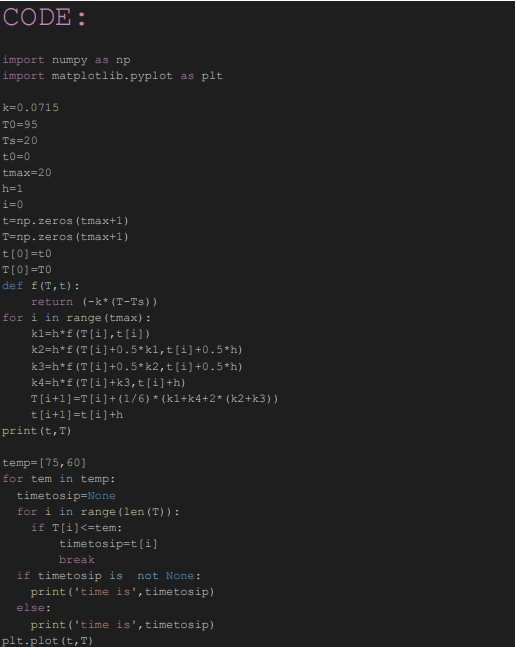 CODE:
import numpy as np
import matplotlib.pyplot as plt
k=0.0715
T0=95
Ts=20
t0=0
tmax=20
h=1
i=0
t=np.zeros(tmax+1)
T=np.zeros(tmax+1)
t[0]=t0
T[0]=T0
def f(T,t):
    return (-k*(T-Ts))
for i in range(tmax):
    k1=h*f(T[i],t[i])
    k2=h*f(T[i]+0.5*k1,t[i]+0.5*h)
    k3=h*f(T[i]+0.5*k2,t[i]+0.5*h)
    k4=h*f(T[i]+k3,t[i]+h)
    T[i+1]=T[i]+(1/6)*(k1+k4+2*(k2+k3))
    t[i+1]=t[i]+h
print(t,T)
temp=[75,60]
for tem in temp:
  timetosip=None
  for i in range(len(T)):
    if T[i]<=tem:
        timetosip=t[i]
        break
  if timetosip is  not None:
    print('time is',timetosip)
  else:
    print('time is',timetosip)
plt.plot(t,T)